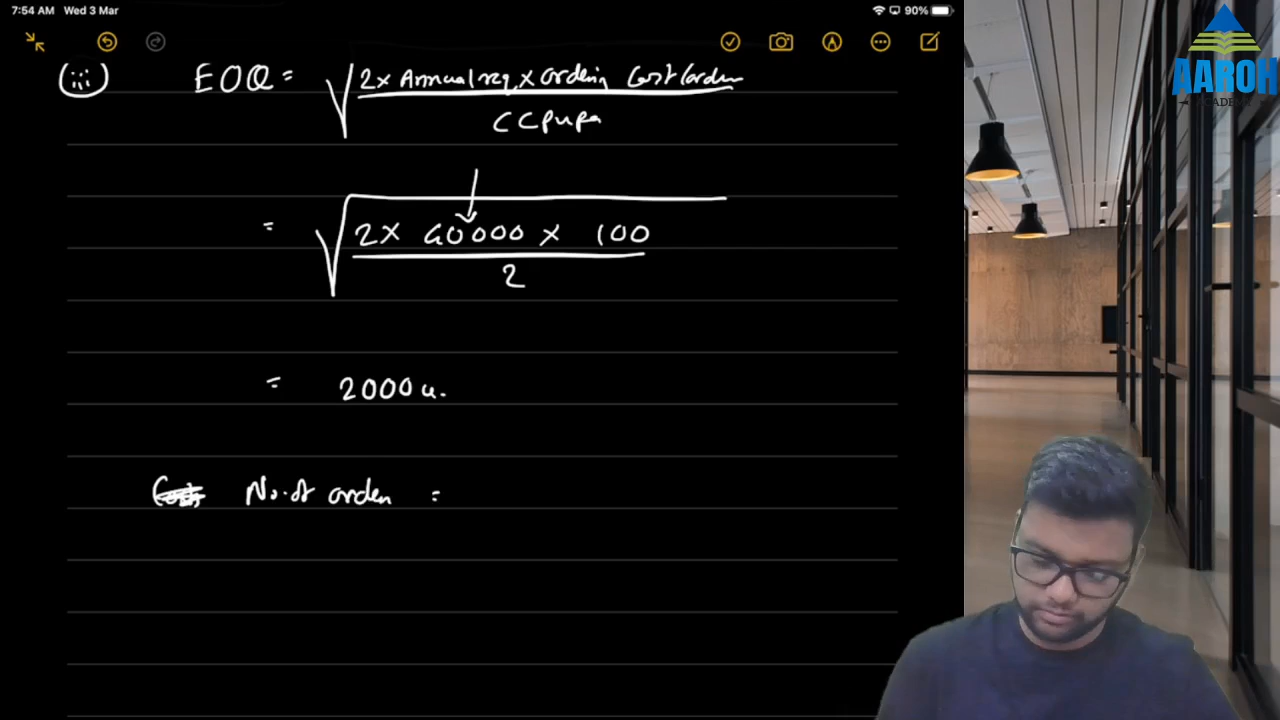 7:54 AM Wed 3 Mar 90%
AAROH
(iii) EOQ = √ 2 x Annual req. x ordering Cost/order
CCpupa
= √ 2 x 40000 x 100
2
= 2000 u.
No. of orders =